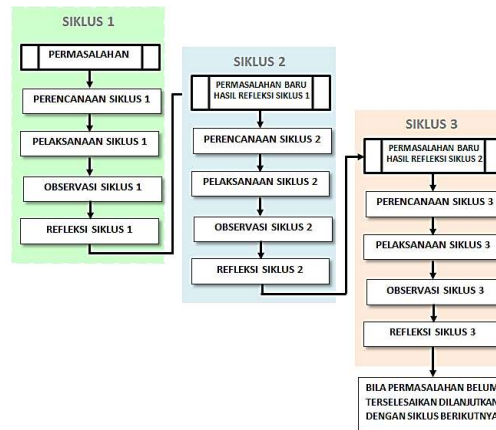 SIKLUS 1
PERMASALAHAN
PERENCANAAN SIKLUS 1
PELAKSANAAN SIKLUS 1
OBSERVASI SIKLUS 1
REFLEKSI SIKLUS 1
SIKLUS 2
PERMASALAHAN BARU
HASIL REFLEKSI SIKLUS 1
PERENCANAAN SIKLUS 2
PELAKSANAAN SIKLUS 2
OBSERVASI SIKLUS 2
REFLEKSI SIKLUS 2
SIKLUS 3
PERMASALAHAN BARU
HASIL REFLEKSI SIKLUS 2
PERENCANAAN SIKLUS 3
PELAKSANAAN SIKLUS 3
OBSERVASI SIKLUS 3
REFLEKSI SIKLUS 3
BILA PERMASALAHAN BELUM
TERSELESAIKAN DILANJUTKAN
DENGAN SIKLUS BERIKUTNYA